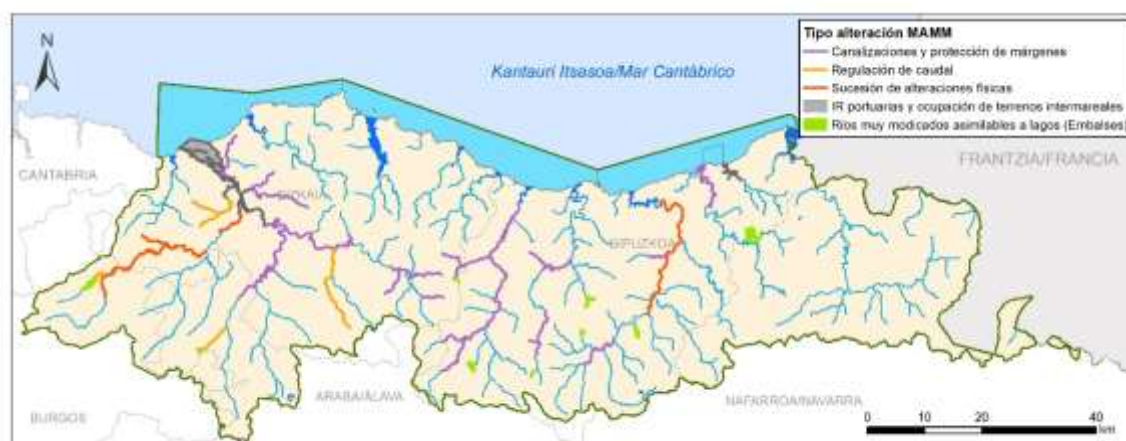 N
Kantauri Itsasoa/Mar Cantábrico
Tipo alteración MAMM
Canalizaciones y protección de márgenes
Regulación de caudal
Sucesión de alteraciones físicas
IR portuarias y ocupación de terrenos intermareales
Ríos muy modicados asimilables a lagos (Embalses)
FRANTZIA/FRANCIA
CANTABRIA
BIZKAIA
GIPUZKOA
ARABA/ÁLAVA
NAFARROA/NAVARRA
BURGOS
0 10 20 40
km